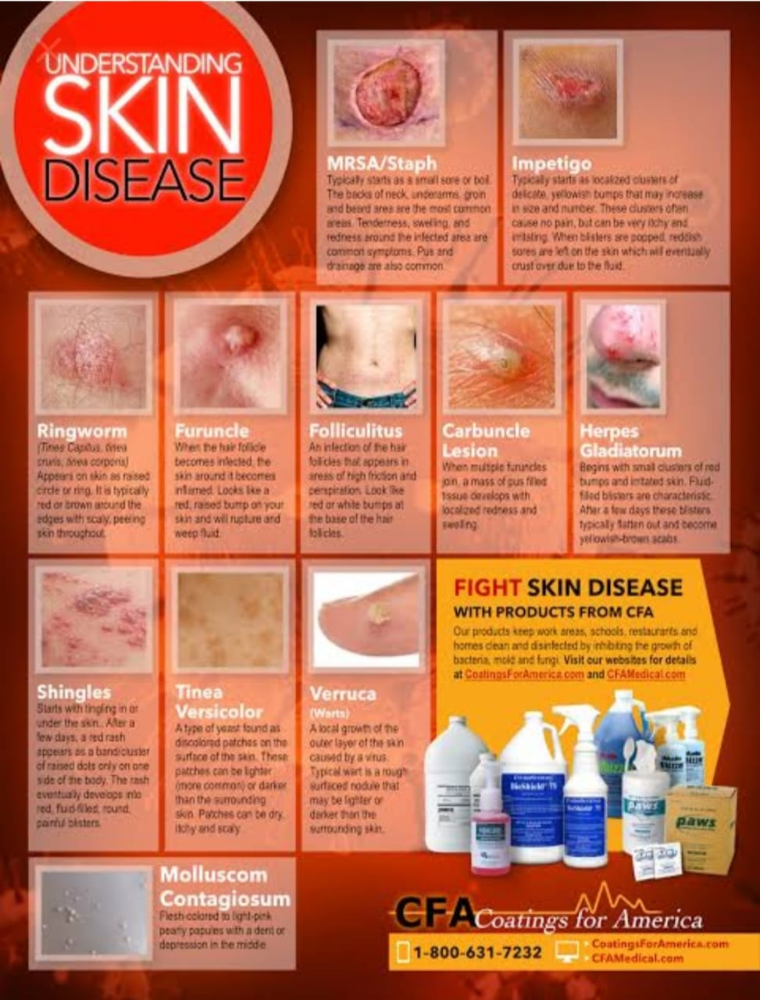 UNDERSTANDING
SKIN
DISEASE
MRSA/Staph
Typically starts as a small sore or boil.
The backs of neck, underarms, groin
and beard area are the most common
areas. Tenderness, swelling, and
redness around the infected area are
common symptoms. Pus and
drainage are also common.
Impetigo
Typically starts as localized clusters of
delicate, yellowish bumps that may increase
in size and number. These clusters often
cause no pain, but can be very itchy and
irritating. When blisters are popped, reddish
sores are left on the skin which will eventually
crust over due to the fluid.
Ringworm
(Tinea Capitus, tinea
cruris, tinea corporis)
Appears on skin as raised
circle or ring. It is typically
red or brown around the
edges with scaly, peeling
skin throughout.
Furuncle
When the hair follicle
becomes infected, the
skin around it becomes
inflamed. Looks like a
red, raised bump on your
skin and will rupture and
weep fluid.
Folliculitus
An infection of the hair
follicles that appears in
areas of high friction and
perspiration. Look like
red or white bumps at
the base of the hair
follicles.
Carbuncle
Lesion
When multiple furuncles
join, a mass of pus filled
tissue develops with
localized redness and
swelling.
Herpes
Gladiatorum
Begins with small clusters of red
bumps and irritated skin. Fluid-
filled blisters are characteristic.
After a few days these blisters
typically flatten out and become
yellowish-brown scabs.
Shingles
Starts with tingling in or
under the skin.. After a
few days, a red rash
appears as a band/cluster
of raised dots only on one
side of the body. The rash
eventually develops into
red, fluid-filled, round,
painful blisters.
Tinea
Versicolor
A type of yeast found as
discolored patches on the
surface of the skin. These
patches can be lighter
(more common) or darker
than the surrounding
skin. Patches can be dry,
itchy and scaly.
Verruca
(Warts)
A local growth of the
outer layer of the skin
caused by a virus.
Typical wart is a rough
surfaced nodule that
may be lighter or
darker than the
surrounding skin.
FIGHT SKIN DISEASE
WITH PRODUCTS FROM CFA
Our products keep work areas, schools, restaurants and
homes clean and disinfected by inhibiting the growth of
bacteria, mold and fungi. Visit our websites for details
at CoatingsForAmerica.com and CFAMedical.com
BioShield 75
BioShield 75
paws
paws
Molluscom
Contagiosum
Flesh-colored to light-pink
pearly papules with a dent or
depression in the middle
CFA Coatings for America
1-800-631-7232
CoatingsForAmerica.com
CFAMedical.com